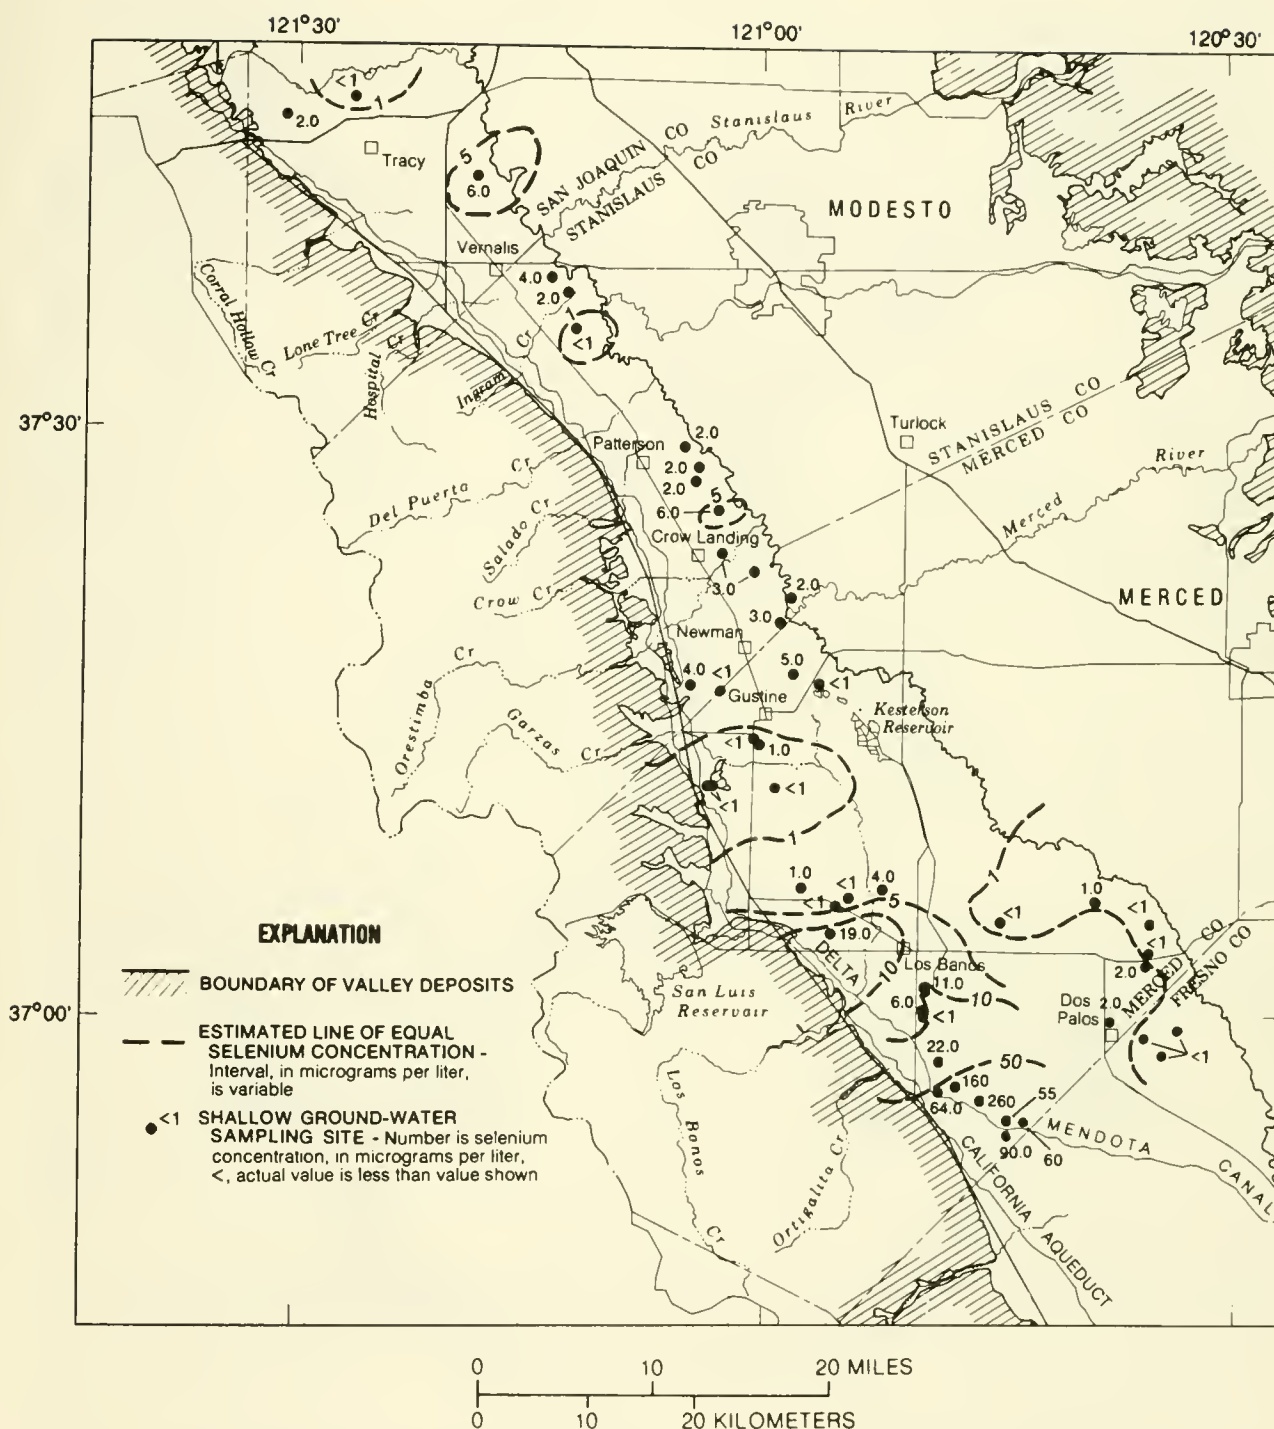 121°30'
121°00'
120°30'
<1
1
2.0
Tracy
5
6.0
SAN JOAQUIN CO
STANISLAUS CO
Stanislaus River
MODESTO
Vernalis
4.0
2.0
1
<1
Corral Hollow Cr
Lone Tree Cr
Hospital Cr
Ingram Cr
37°30'
Turlock
STANISLAUS CO
MERCED CO
Patterson
2.0
2.0
2.0
5
6.0
Merced River
Del Puerta Cr
Salado Cr
Crow Landing
3.0
2.0
Crow Cr
3.0
MERCED
Newman
5.0
4.0
<1
<1
Gustine
Orestimba Cr
Garzas Cr
Kesterson
Reservoir
<1
1.0
<1
<1
1
1
1.0
<1
<1
4.0
5
1.0
<1
<1
<1
19.0
10
DELTA
Los Banos
11.0
10
6.0
<1
2.0
MERCED CO
FRESNO CO
Dos
Palos
2.0
<1
San Luis
Reservoir
37°00'
22.0
50
160
64.0
260
55
90.0
60
MENDOTA
CANAL
CALIFORNIA AQUEDUCT
Los Banos Cr
Ortigalita Cr
EXPLANATION
BOUNDARY OF VALLEY DEPOSITS
ESTIMATED LINE OF EQUAL
SELENIUM CONCENTRATION -
Interval, in micrograms per liter,
is variable
<1 SHALLOW GROUND-WATER
SAMPLING SITE - Number is selenium
concentration, in micrograms per liter,
<, actual value is less than value shown
0 10 20 MILES
0 10 20 KILOMETERS